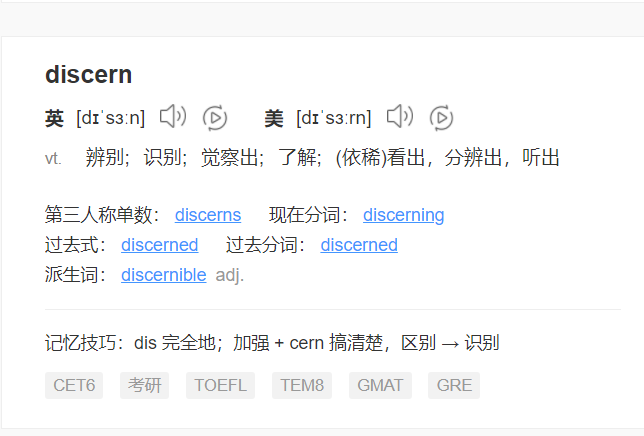 discern
英 [dɪˈsɜːn] 美 [dɪˈsɜːrn]
vt. 辨别；识别；觉察出；了解；(依稀)看出，分辨出，听出
第三人称单数： discerns 现在分词： discerning
过去式： discerned 过去分词： discerned
派生词： discernible adj.
记忆技巧：dis 完全地；加强 + cern 搞清楚，区别 → 识别
CET6 考研 TOEFL TEM8 GMAT GRE